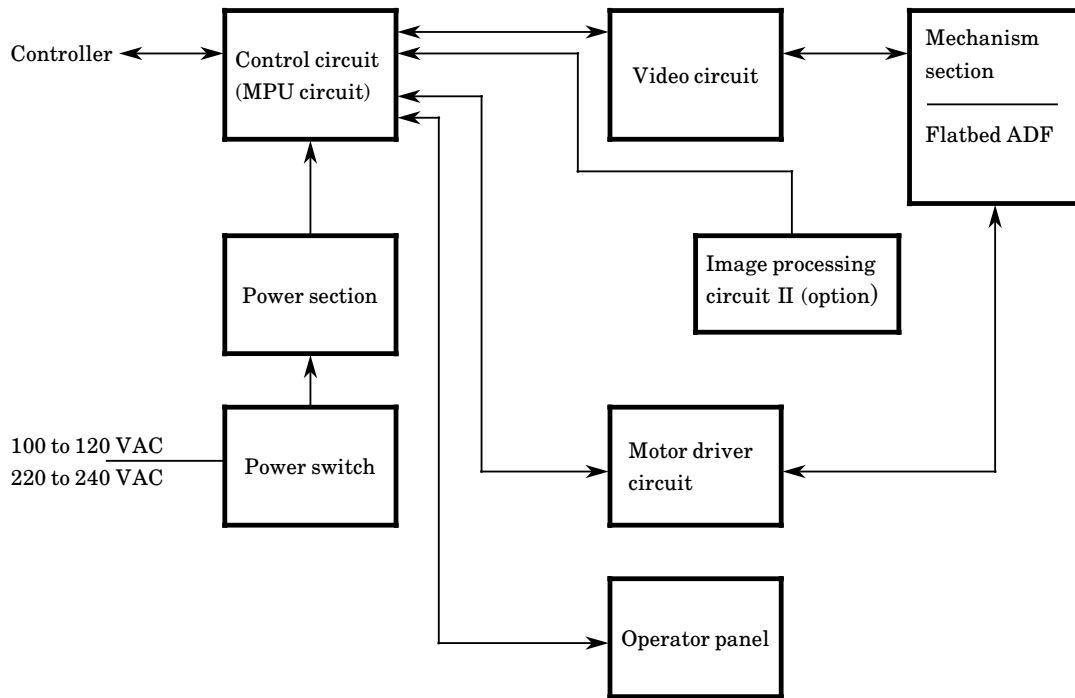 Controller
Control circuit
(MPU circuit)
Video circuit
Mechanism
section
Flatbed ADF
Power section
Image processing
circuit II (option)
100 to 120 VAC
220 to 240 VAC
Power switch
Motor driver
circuit
Operator panel